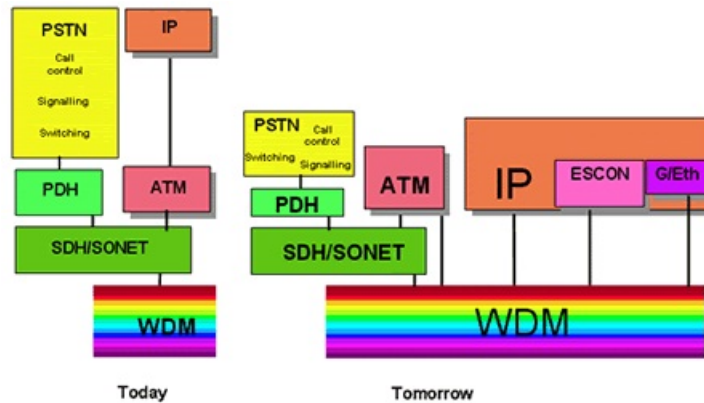 PSTN
Call
control
Signalling
Switching
IP
PDH
ATM
SDH/SONET
WDM
Today
PSTN
Call
control
Switching
Signalling
PDH
ATM
SDH/SONET
IP
ESCON
G/Eth
WDM
Tomorrow